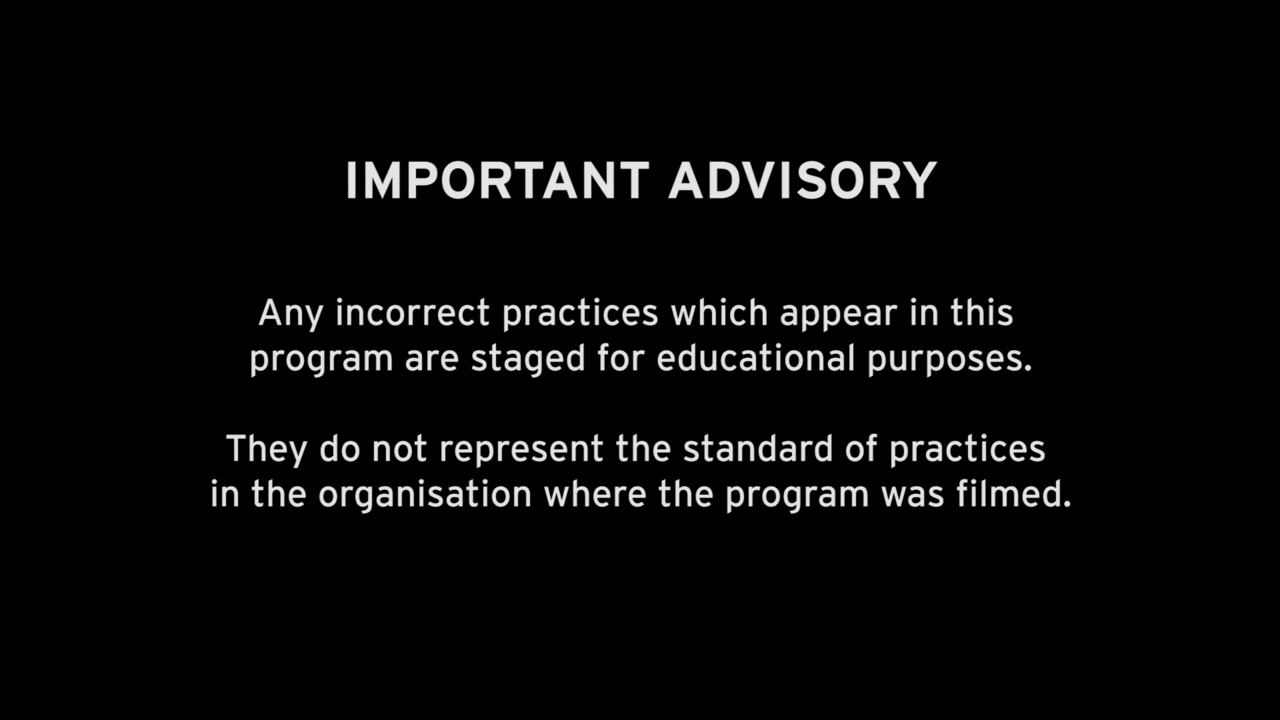 IMPORTANT ADVISORY
Any incorrect practices which appear in this
program are staged for educational purposes.
They do not represent the standard of practices
in the organisation where the program was filmed.